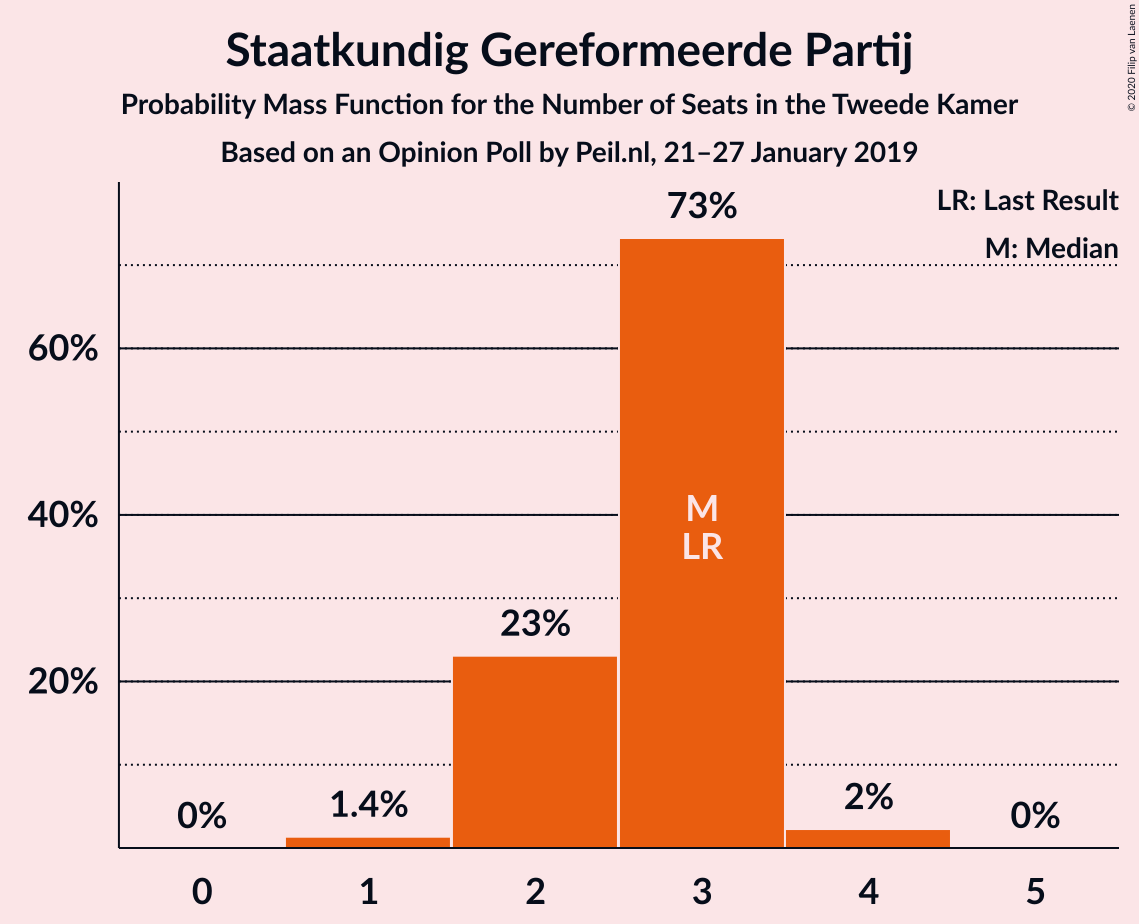 Staatkundig Gereformeerde Partij
Probability Mass Function for the Number of Seats in the Tweede Kamer
Based on an Opinion Poll by Peil.nl, 21–27 January 2019
© 2020 Filip van Laenen
LR: Last Result
M: Median
73%
60%
40%
M
LR
23%
20%
0%
1.4%
2%
0%
0 1 2 3 4 5